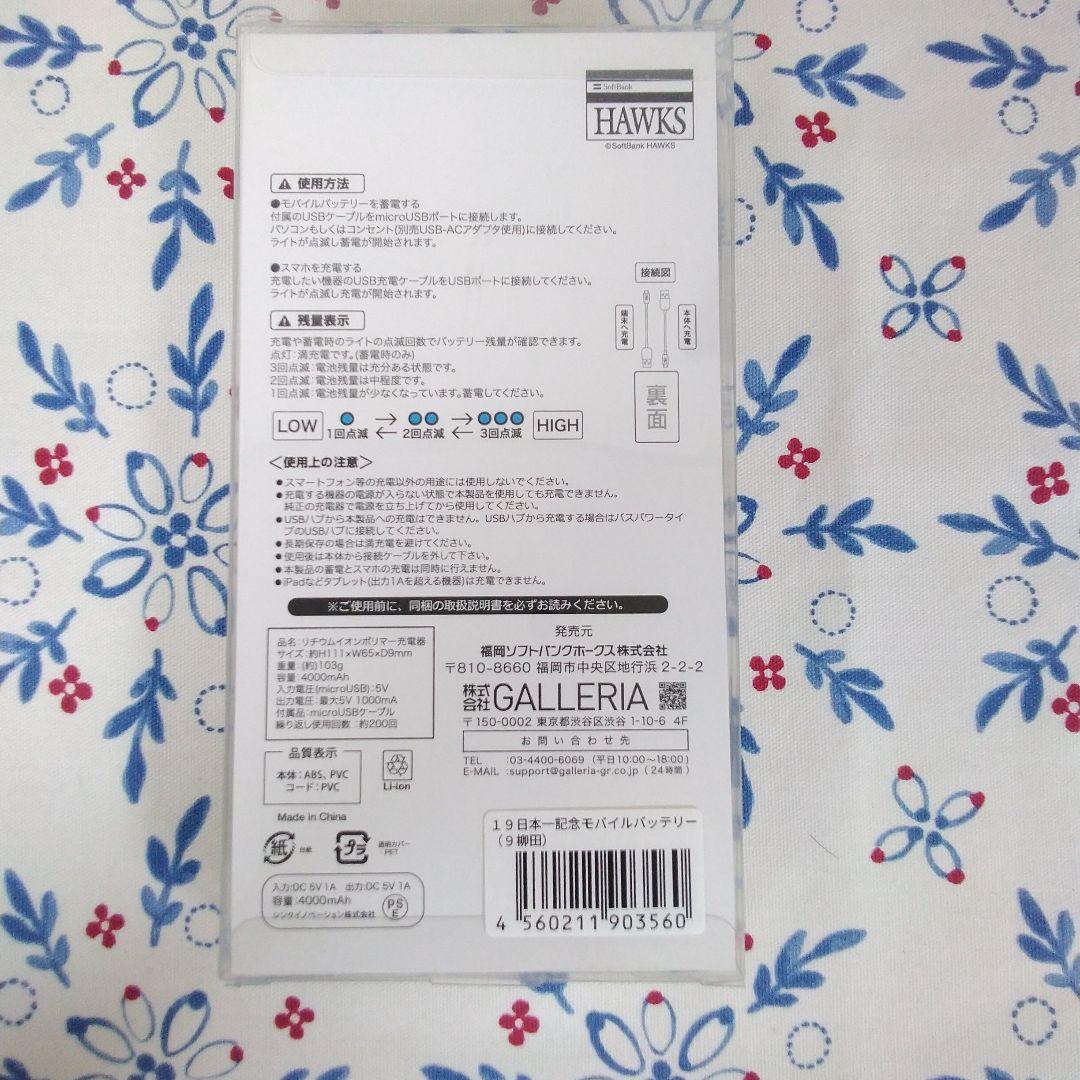 SoftBank
HAWKS
©SoftBank HAWKS
使用方法
●モバイルバッテリーを蓄電する
付属のUSBケーブルをmicroUSBポートに接続します。
パソコンもしくはコンセント(別売USB-ACアダプタ使用)に接続してください。
ライトが点滅し蓄電が開始されます。
●スマホを充電する
充電したい機器のUSB充電ケーブルをUSBポートに接続してください。
ライトが点滅し充電が開始されます。
接続図
端末へ充電
本体へ充電
裏面
残量表示
充電や蓄電時のライトの点滅回数でバッテリー残量が確認できます。
点灯：満充電です。(蓄電時のみ)
3回点滅：電池残量は充分ある状態です。
2回点滅：電池残量は中程度です。
1回点滅：電池残量が少なくなっています。蓄電してください。
LOW 1回点滅 → ← 2回点滅 → ← 3回点滅 HIGH
＜使用上の注意＞
●スマートフォン等の充電以外の用途には使用しないでください。
●充電する機器の電源が入らない状態で本製品を使用しても充電できません。
純正の充電器で電源を立ち上げてから使用してください。
●USBハブから本製品への充電はできません。USBハブから充電する場合はバスパワータイ
プのUSBハブに接続してください。
●長期保存の場合は満充電を避けてください。
●使用後は本体から接続ケーブルを外して下さい。
●本製品の蓄電とスマホの充電は同時に行えません。
●iPadなどタブレット(出力1Aを超える機器)は充電できません。
※ご使用前に、同梱の取扱説明書を必ずお読みください。
品名：リチウムイオンポリマー充電器
サイズ：約H111×W65×D9mm
重量：(約)103g
容量：4000mAh
入力電圧(microUSB)：5V
出力電圧：最大5V 1000mA
付属品：microUSBケーブル
繰り返し使用回数：約200回
発売元
福岡ソフトバンクホークス株式会社
〒810-8660 福岡市中央区地行浜 2-2-2
株式会社GALLERIA
〒150-0002 東京都渋谷区渋谷 1-10-6 4F
お問い合わせ先
TEL :03-4400-6069 (平日10:00～18:00)
E-MAIL :support@galleria-gr.co.jp (24時間)
品質表示
本体：ABS、PVC
コード：PVC
Li-ion
Made in China
紙
台紙
プラ
透明カバー
PET
入力:DC 5V 1A 出力:DC 5V 1A
容量：4000mAh
シンクイノベーション株式会社
PSE
１９日本一記念モバイルバッテリー
（９柳田）
4 560211 903560